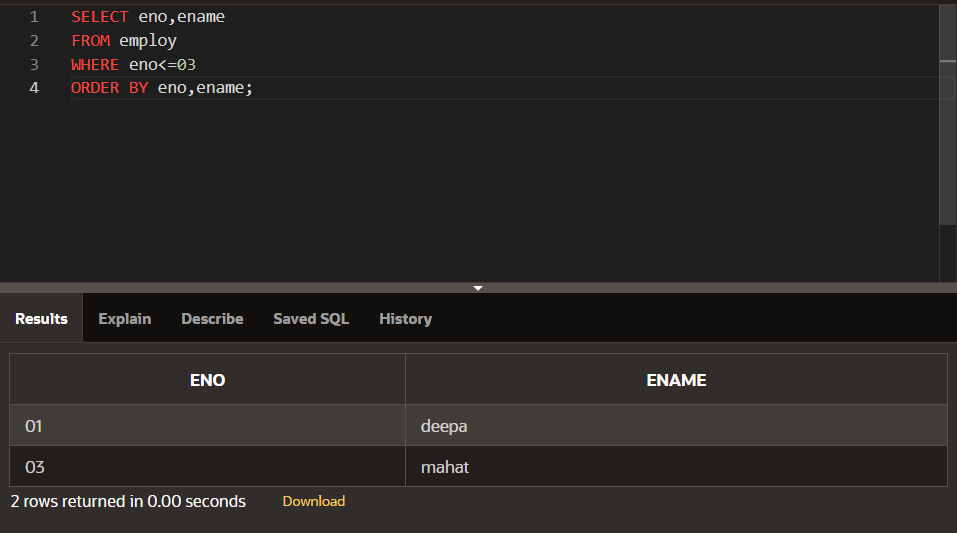 1 SELECT eno,ename
2 FROM employ
3 WHERE eno<=03
4 ORDER BY eno,ename;
Results Explain Describe Saved SQL History
ENO ENAME
01 deepa
03 mahat
2 rows returned in 0.00 seconds Download